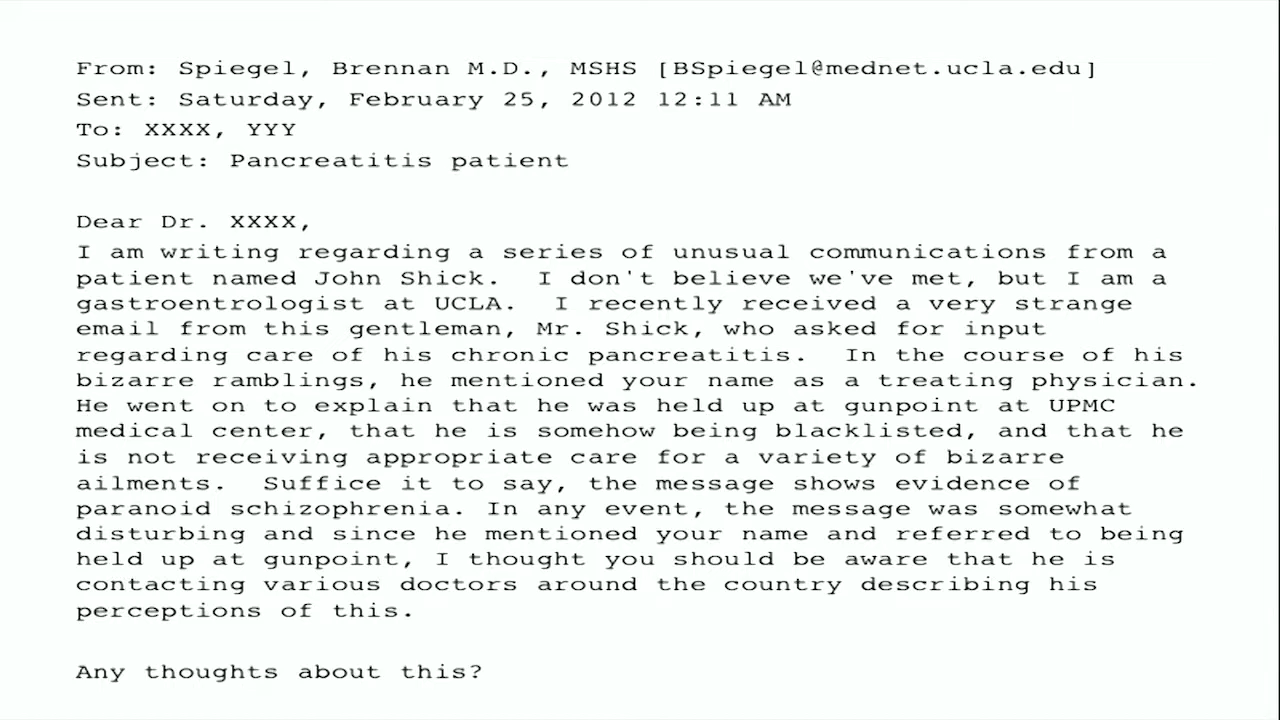 From: Spiegel, Brennan M.D., MSHS [BSpiegel@mednet.ucla.edu]
Sent: Saturday, February 25, 2012 12:11 AM
To: XXXX, YYY
Subject: Pancreatitis patient
Dear Dr. XXXX,
I am writing regarding a series of unusual communications from a
patient named John Shick.  I don't believe we've met, but I am a
gastroentrologist at UCLA.  I recently received a very strange
email from this gentleman, Mr. Shick, who asked for input
regarding care of his chronic pancreatitis.  In the course of his
bizarre ramblings, he mentioned your name as a treating physician.
He went on to explain that he was held up at gunpoint at UPMC
medical center, that he is somehow being blacklisted, and that he
is not receiving appropriate care for a variety of bizarre
ailments.  Suffice it to say, the message shows evidence of
paranoid schizophrenia. In any event, the message was somewhat
disturbing and since he mentioned your name and referred to being
held up at gunpoint, I thought you should be aware that he is
contacting various doctors around the country describing his
perceptions of this.
Any thoughts about this?